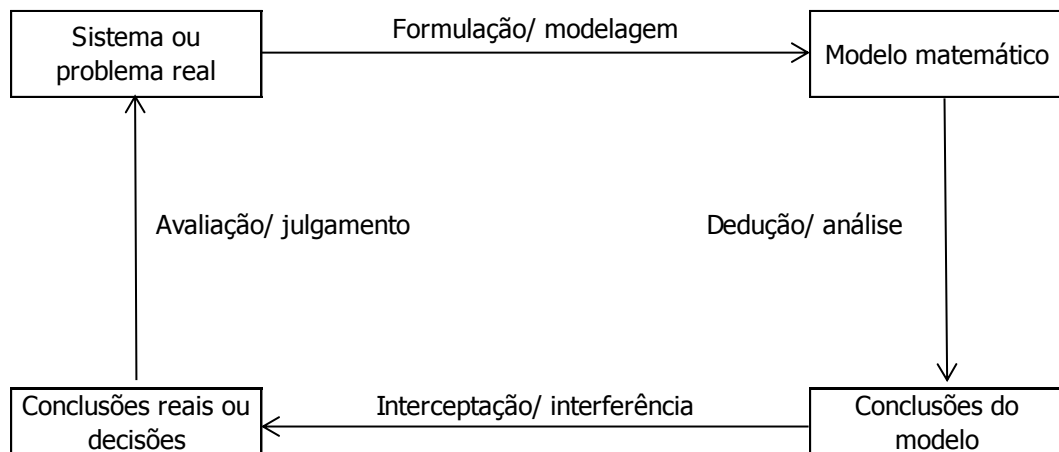 Sistema ou
problema real
Formulação/ modelagem
Modelo matemático
Avaliação/ julgamento
Dedução/ análise
Conclusões reais ou
decisões
Interceptação/ interferência
Conclusões do
modelo